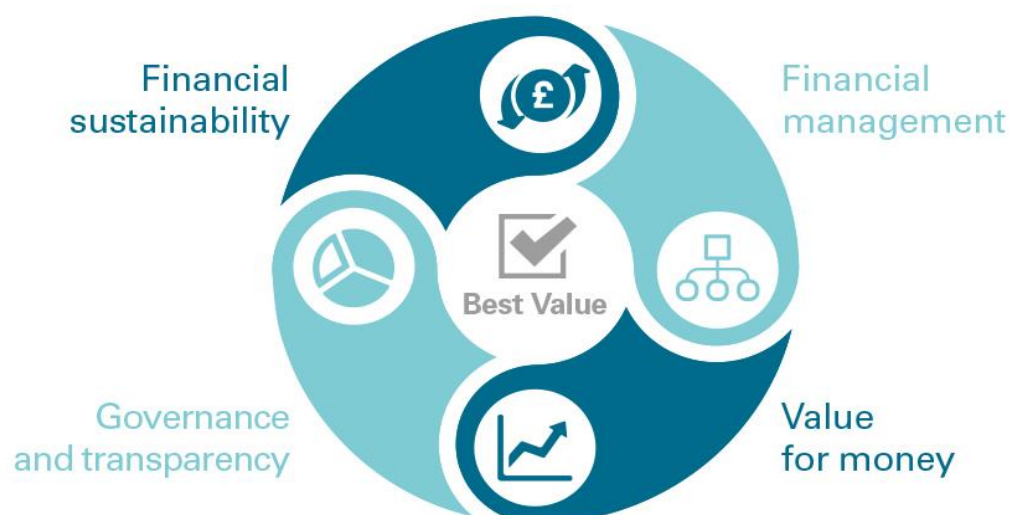 Financial
sustainability
Financial
management
£
Best Value
Governance
and transparency
Value
for money